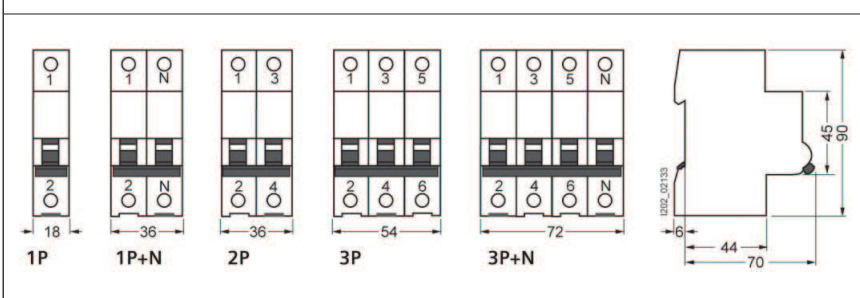 1 1 N 1 3 1 3 5 1 3 5 N
45
90
I202_02133
2 2 N 2 4 2 4 6 2 4 6 N
18 36 36 54 72 6
44
70
1P 1P+N 2P 3P 3P+N